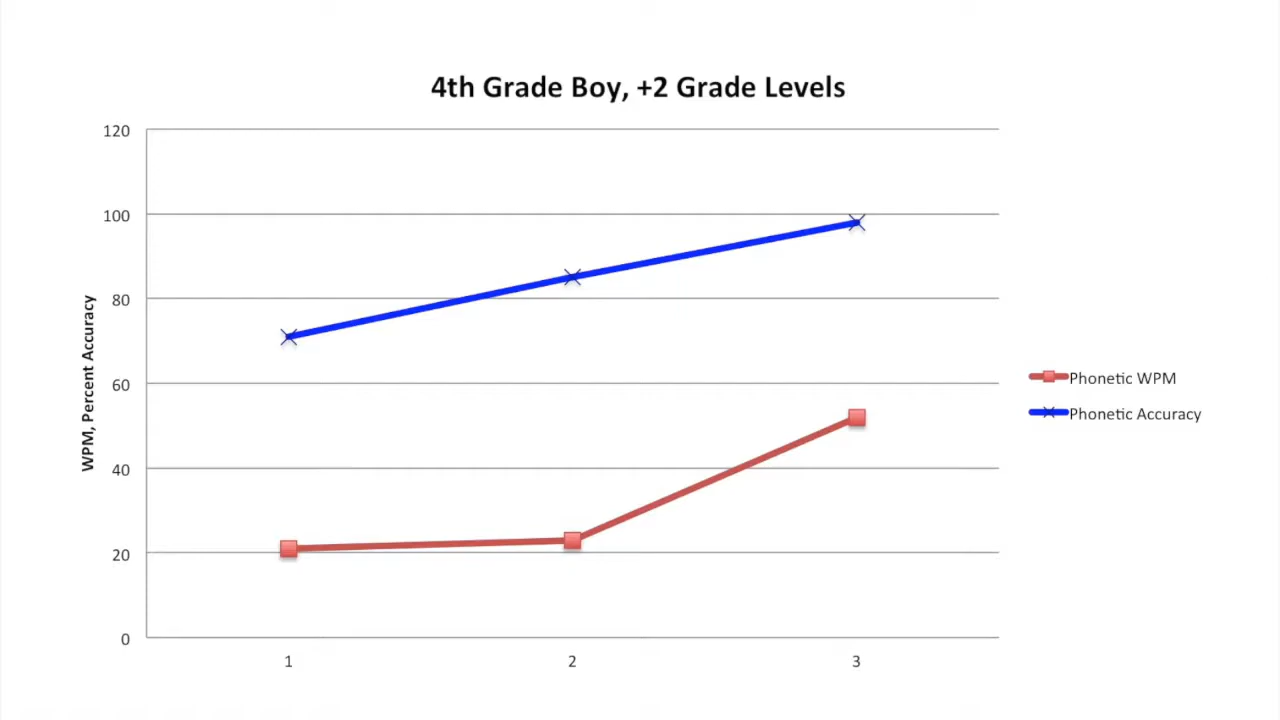 4th Grade Boy, +2 Grade Levels
120
100
80
60
40
20
0
WPM, Percent Accuracy
1 2 3
Phonetic WPM
Phonetic Accuracy